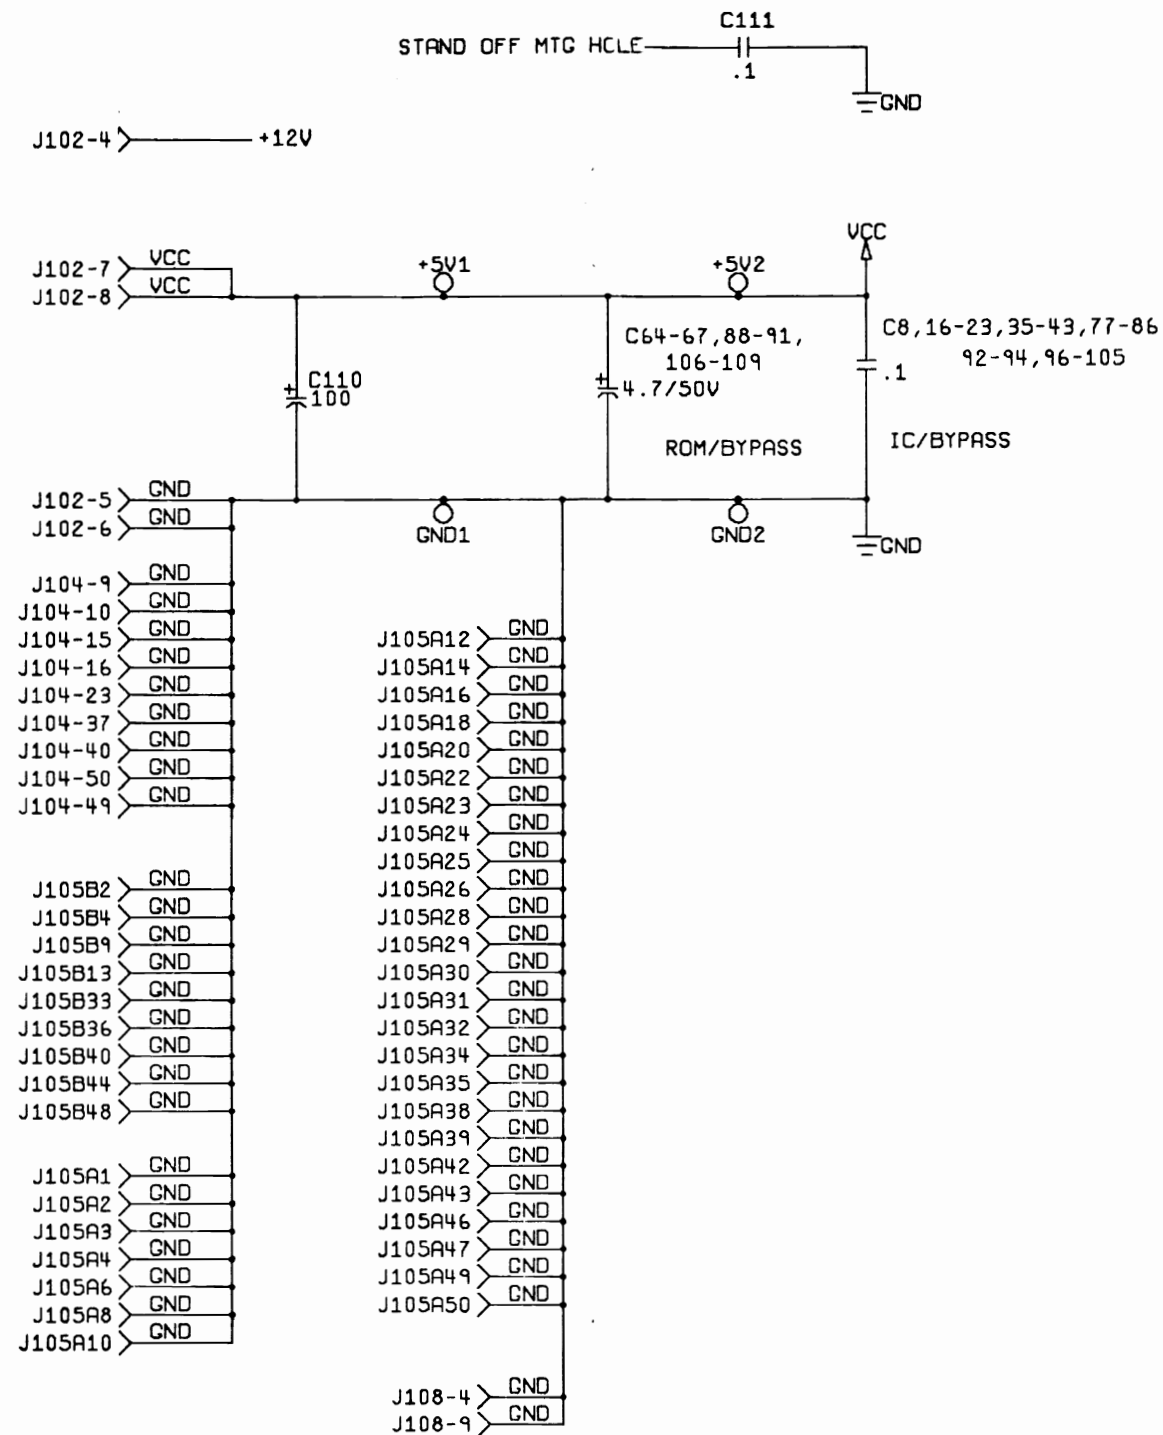 C111
STAND OFF MTG HCLE
.1
GND
J102-4
+12V
VCC
J102-7 VCC
+5V1
+5V2
J102-8 VCC
C8,16-23,35-43,77-86
92-94,96-105
.1
C64-67,88-91,
106-109
+
4.7/50V
+
C110
100
ROM/BYPASS
IC/BYPASS
J102-5 GND
J102-6 GND
GND1
GND2
GND
J104-9 GND
J104-10 GND
J104-15 GND
J104-16 GND
J104-23 GND
J104-37 GND
J104-40 GND
J104-50 GND
J104-49 GND
J105B2 GND
J105B4 GND
J105B9 GND
J105B13 GND
J105B33 GND
J105B36 GND
J105B40 GND
J105B44 GND
J105B48 GND
J105A1 GND
J105A2 GND
J105A3 GND
J105A4 GND
J105A6 GND
J105A8 GND
J105A10 GND
J105A12 GND
J105A14 GND
J105A16 GND
J105A18 GND
J105A20 GND
J105A22 GND
J105A23 GND
J105A24 GND
J105A25 GND
J105A26 GND
J105A28 GND
J105A29 GND
J105A30 GND
J105A31 GND
J105A32 GND
J105A34 GND
J105A35 GND
J105A38 GND
J105A39 GND
J105A42 GND
J105A43 GND
J105A46 GND
J105A47 GND
J105A49 GND
J105A50 GND
J108-4 GND
J108-9 GND